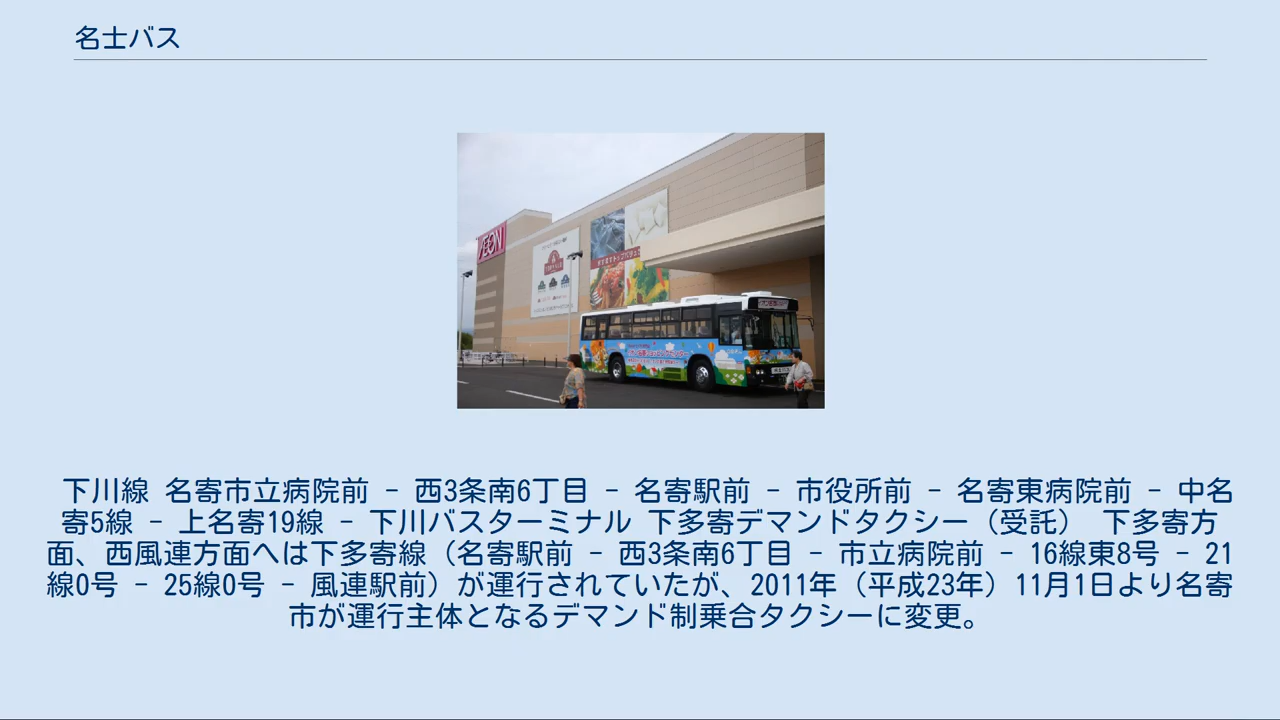 名士バス
AEON
下川線 名寄市立病院前 - 西3条南6丁目 - 名寄駅前 - 市役所前 - 名寄東病院前 - 中名
寄5線 - 上名寄19線 - 下川バスターミナル 下多寄デマンドタクシー（受託） 下多寄方
面、西風連方面へは下多寄線（名寄駅前 - 西3条南6丁目 - 市立病院前 - 16線東8号 - 21
線0号 - 25線0号 - 風連駅前）が運行されていたが、2011年（平成23年）11月1日より名寄
市が運行主体となるデマンド制乗合タクシーに変更。